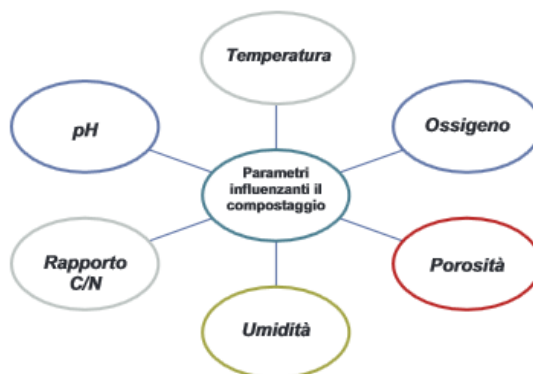 Temperatura
pH
Ossigeno
Parametri
influenzanti il
compostaggio
Rapporto
C/N
Porosità
Umidità